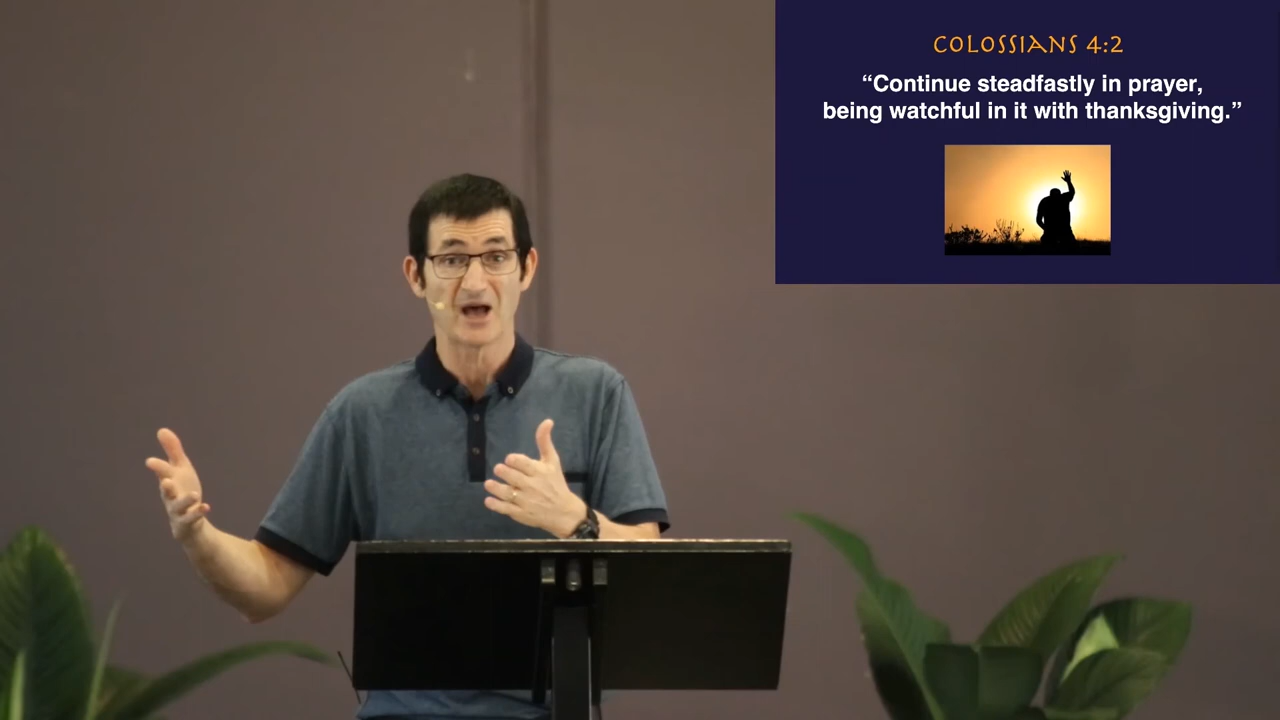 COLOSSIANS 4:2
“Continue steadfastly in prayer,
being watchful in it with thanksgiving.”